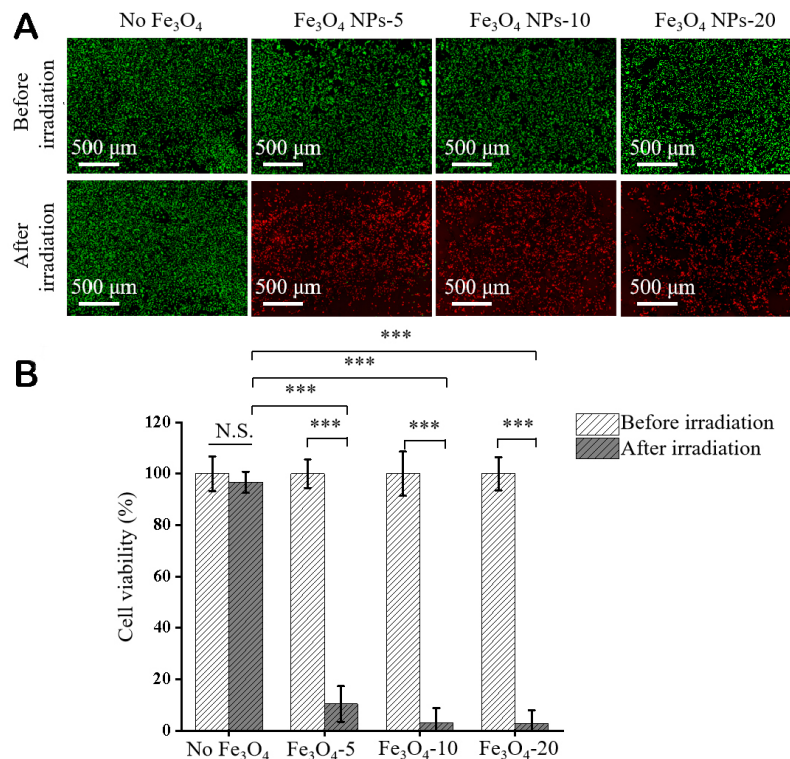 A
No Fe₃O₄
Fe₃O₄ NPs-5
Fe₃O₄ NPs-10
Fe₃O₄ NPs-20
Before
irradiation
500 μm
500 μm
500 μm
500 μm
After
irradiation
500 μm
500 μm
500 μm
500 μm
B
***
***
***
N.S.
***
***
***
Before irradiation
After irradiation
Cell viability (%)
120
100
80
60
40
20
0
No Fe₃O₄
Fe₃O₄-5
Fe₃O₄-10
Fe₃O₄-20